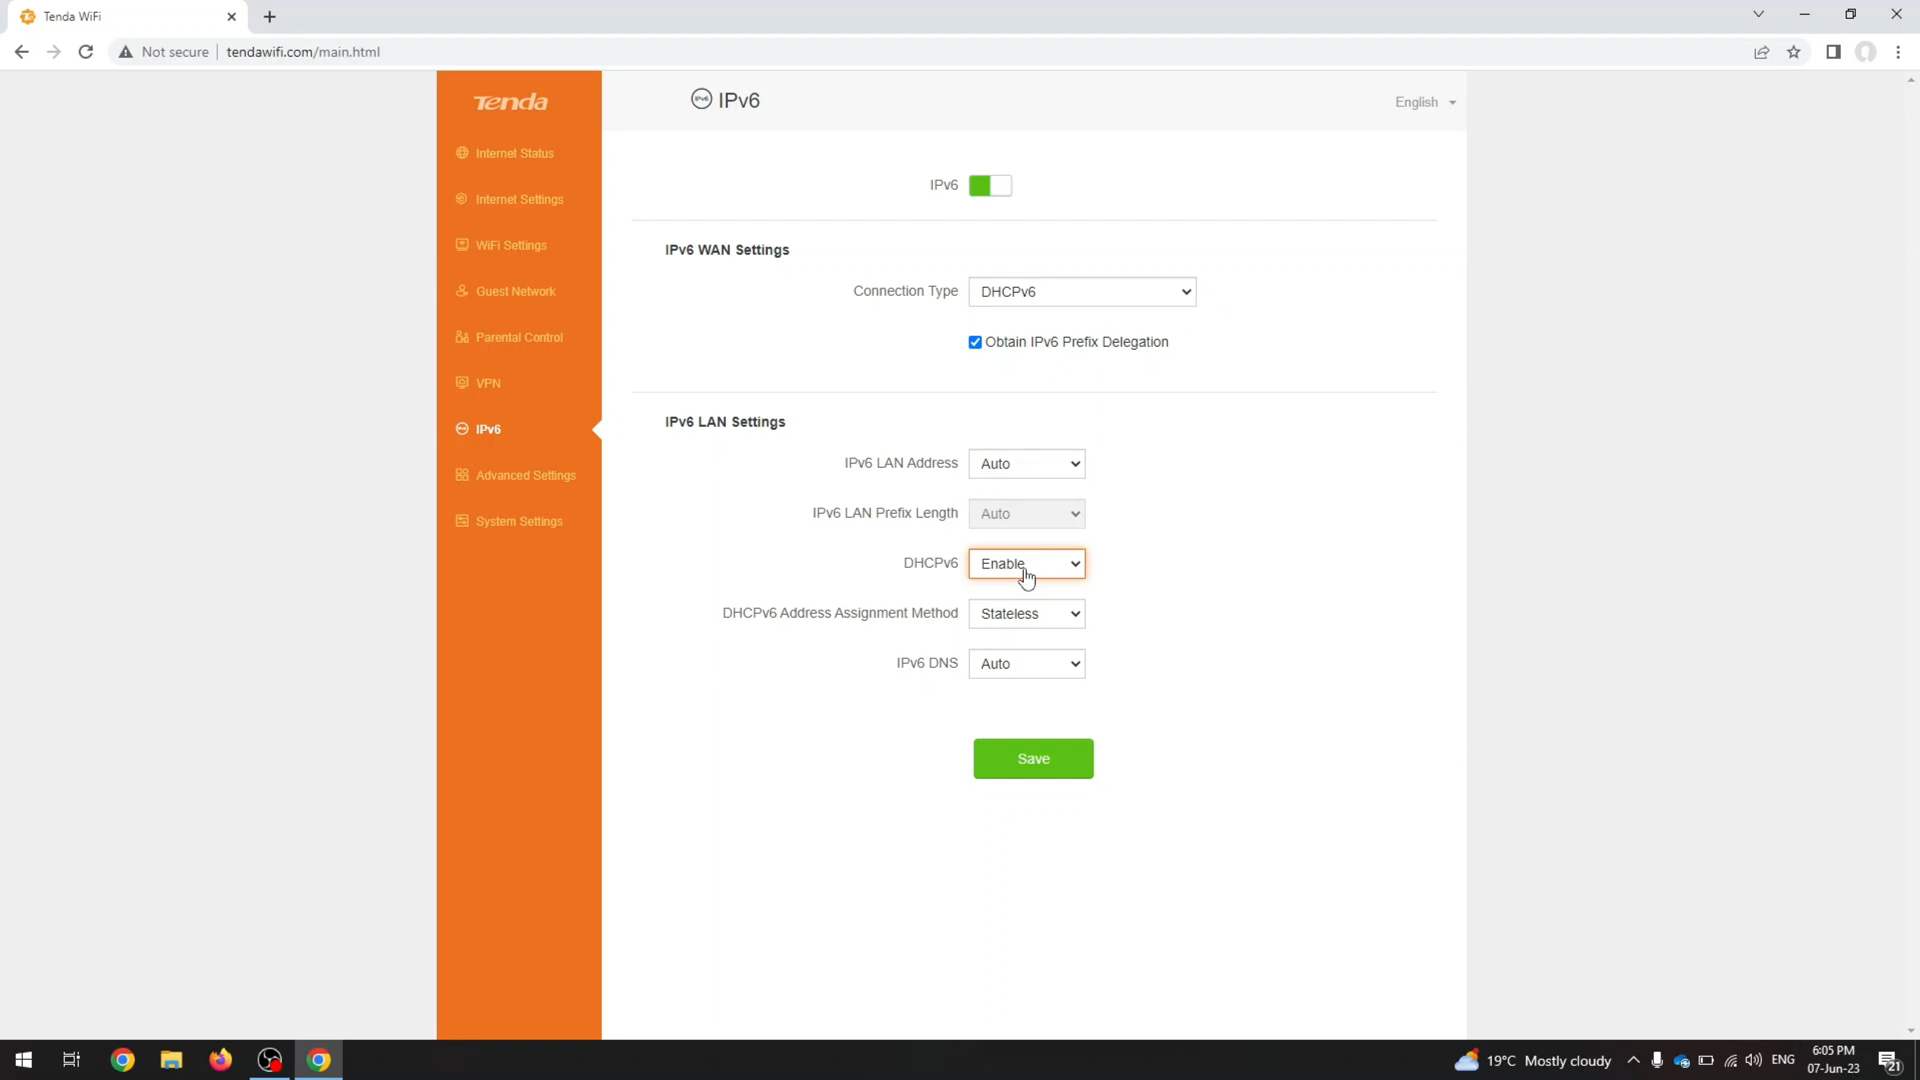 Tenda WiFi
Not secure
tendawifi.com/main.html
Tenda
Internet Status
Internet Settings
WiFi Settings
Guest Network
Parental Control
VPN
IPv6
Advanced Settings
System Settings
IPv6
English
IPv6
IPv6 WAN Settings
Connection Type DHCPv6
Obtain IPv6 Prefix Delegation
IPv6 LAN Settings
IPv6 LAN Address Auto
IPv6 LAN Prefix Length Auto
DHCPv6 Enable
DHCPv6 Address Assignment Method Stateless
IPv6 DNS Auto
Save
19°C Mostly cloudy
ENG
6:05 PM
07-Jun-23
21